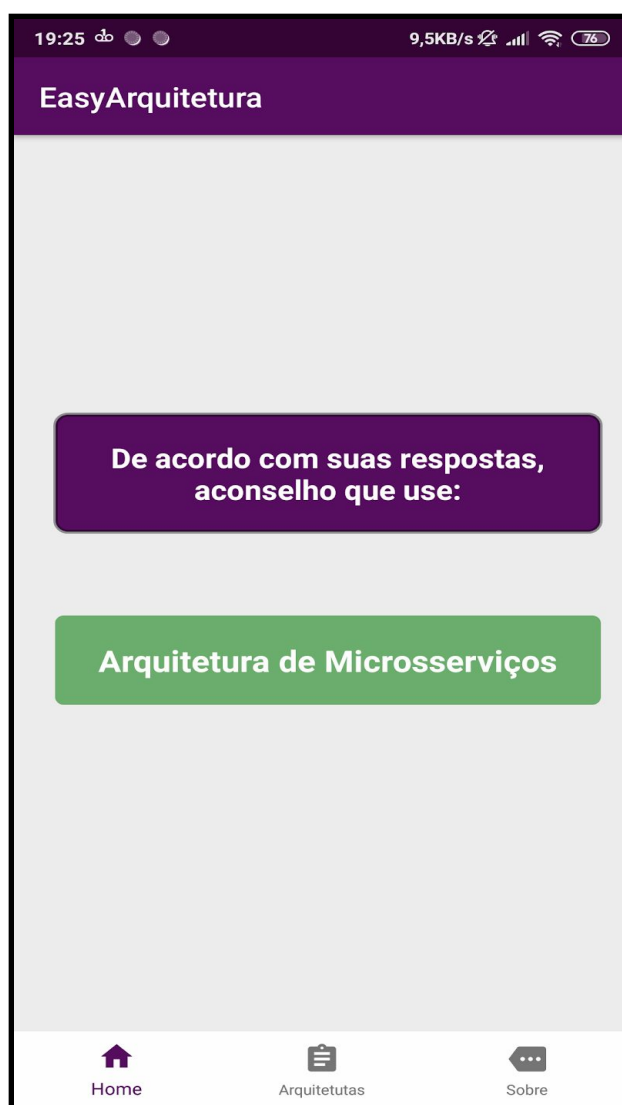 19:25 9,5KB/s 76
EasyArquitetura
De acordo com suas respostas,
aconselho que use:
Arquitetura de Microsserviços
Home Arquitetutas Sobre